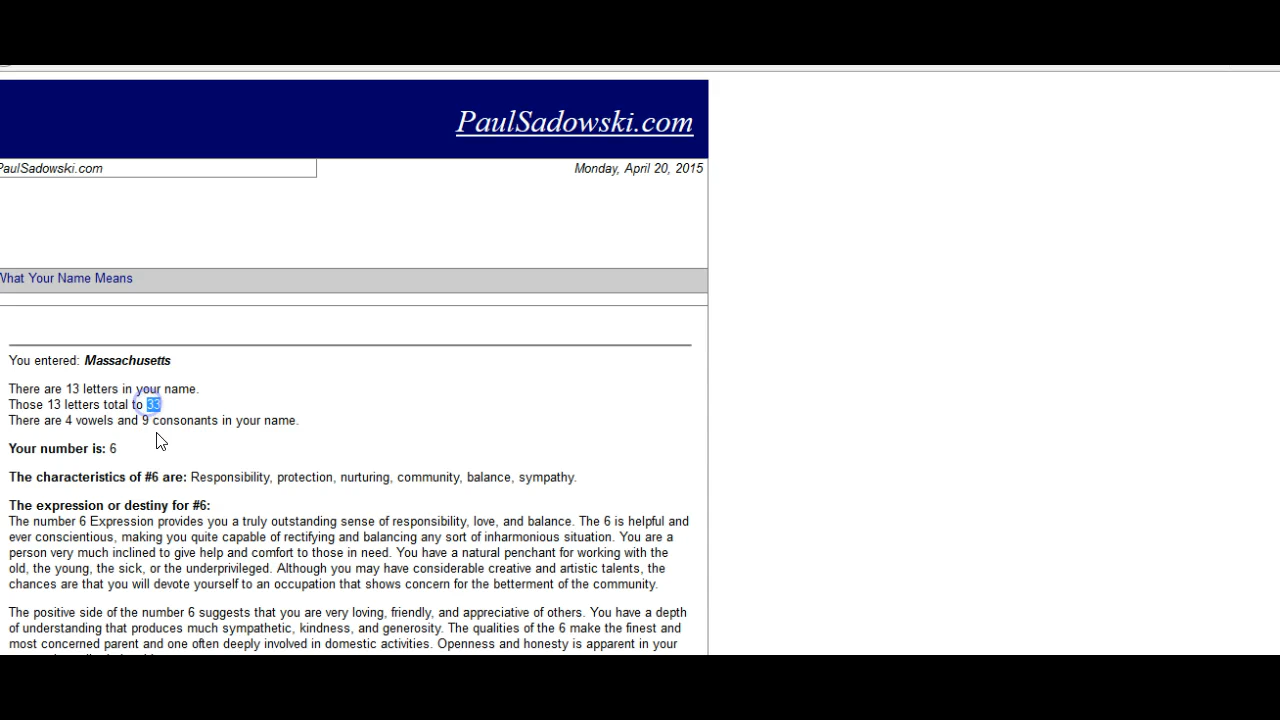 PaulSadowski.com
PaulSadowski.com
Monday, April 20, 2015
What Your Name Means
You entered: Massachusetts
There are 13 letters in your name.
Those 13 letters total to 33
There are 4 vowels and 9 consonants in your name.
Your number is: 6
The characteristics of #6 are: Responsibility, protection, nurturing, community, balance, sympathy.
The expression or destiny for #6:
The number 6 Expression provides you a truly outstanding sense of responsibility, love, and balance. The 6 is helpful and
ever conscientious, making you quite capable of rectifying and balancing any sort of inharmonious situation. You are a
person very much inclined to give help and comfort to those in need. You have a natural penchant for working with the
old, the young, the sick, or the underprivileged. Although you may have considerable creative and artistic talents, the
chances are that you will devote yourself to an occupation that shows concern for the betterment of the community.
The positive side of the number 6 suggests that you are very loving, friendly, and appreciative of others. You have a depth
of understanding that produces much sympathetic, kindness, and generosity. The qualities of the 6 make the finest and
most concerned parent and one often deeply involved in domestic activities. Openness and honesty is apparent in your